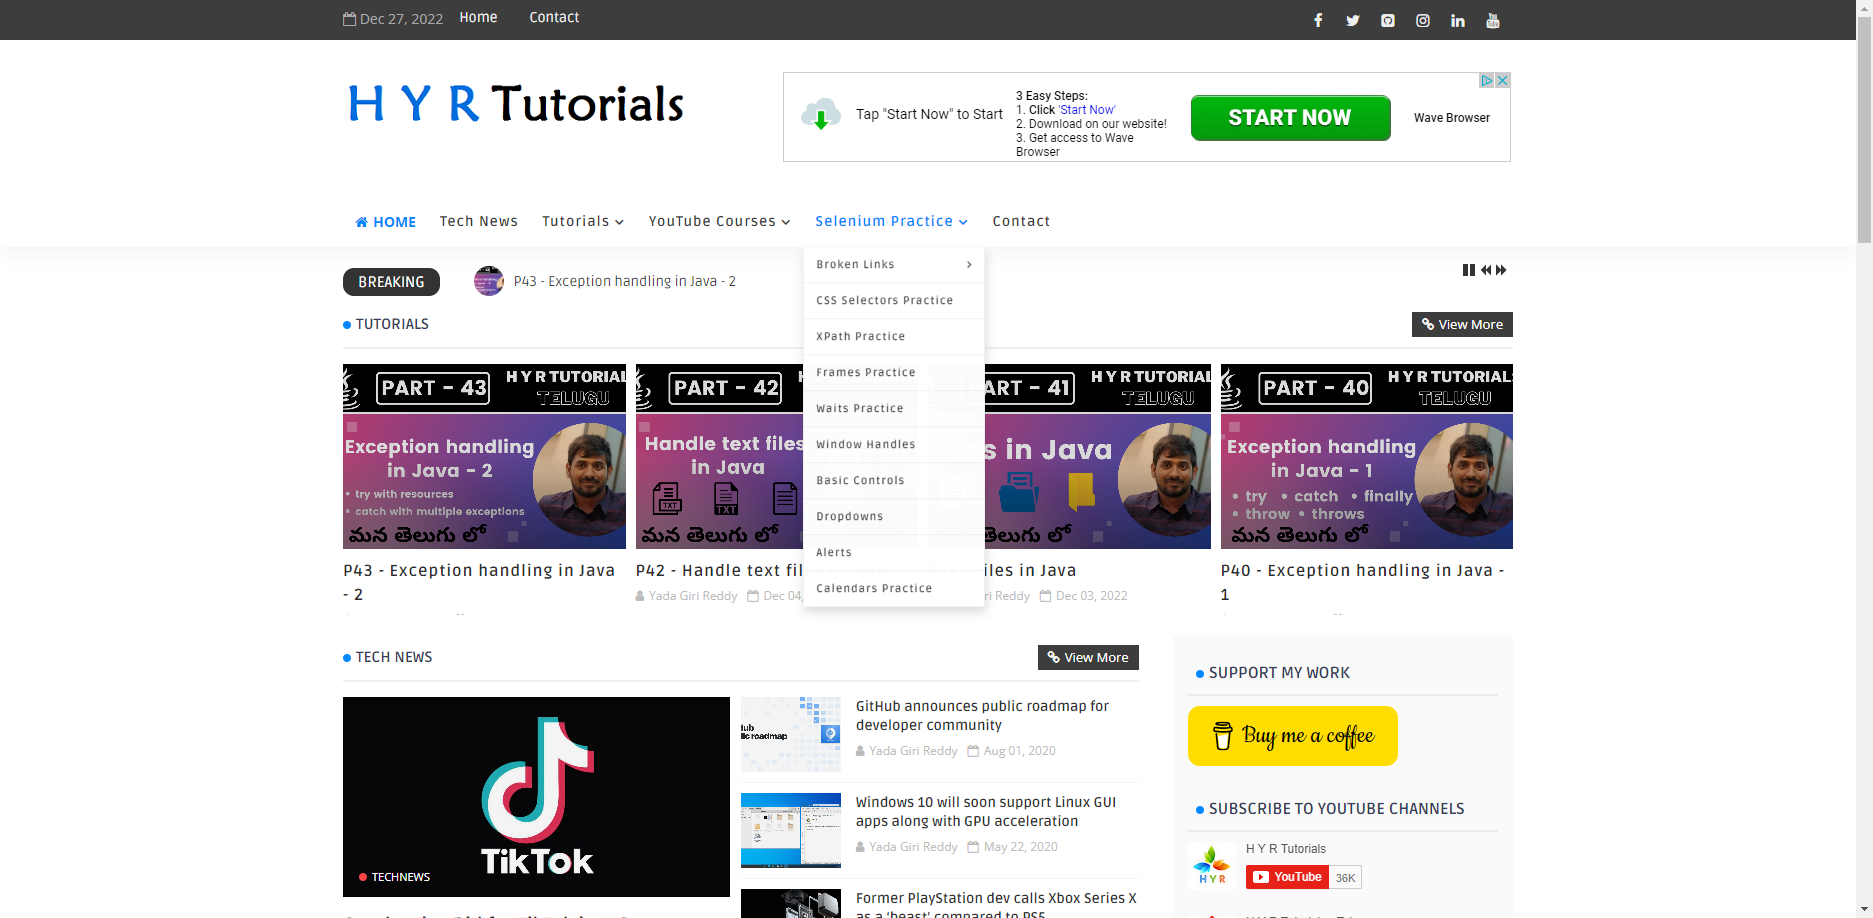 Dec 27, 2022 Home Contact
H Y R Tutorials
Tap "Start Now" to Start
3 Easy Steps:
1. Click 'Start Now'
2. Download on our website!
3. Get access to Wave
Browser
START NOW
Wave Browser
HOME Tech News Tutorials YouTube Courses Selenium Practice Contact
Broken Links
CSS Selectors Practice
XPath Practice
Frames Practice
Waits Practice
Window Handles
Basic Controls
Dropdowns
Alerts
Calendars Practice
BREAKING P43 - Exception handling in Java - 2
TUTORIALS View More
PART - 43 H Y R TUTORIAL
TELUGU
Exception handling
in Java - 2
• try with resources
• catch with multiple exceptions
మన తెలుగు లో
P43 - Exception handling in Java
- 2
PART - 42
Handle text files
in Java
TXT TXT
మన తెలుగు లో
P42 - Handle text fil
Yada Giri Reddy Dec 04,
ART - 41 H Y R TUTORIAL
TELUGU
s in Java
iles in Java
ri Reddy Dec 03, 2022
PART - 40 H Y R TUTORIALS
TELUGU
Exception handling
in Java - 1
• try • catch • finally
• throw • throws
మన తెలుగు లో
P40 - Exception handling in Java -
1
TECH NEWS View More
TikTok
TECHNEWS
lub
lic roadmap
GitHub announces public roadmap for
developer community
Yada Giri Reddy Aug 01, 2020
Windows 10 will soon support Linux GUI
apps along with GPU acceleration
Yada Giri Reddy May 22, 2020
Former PlayStation dev calls Xbox Series X
as a 'beast' compared to PS5
SUPPORT MY WORK
Buy me a coffee
SUBSCRIBE TO YOUTUBE CHANNELS
HYR
H Y R Tutorials
YouTube 36K